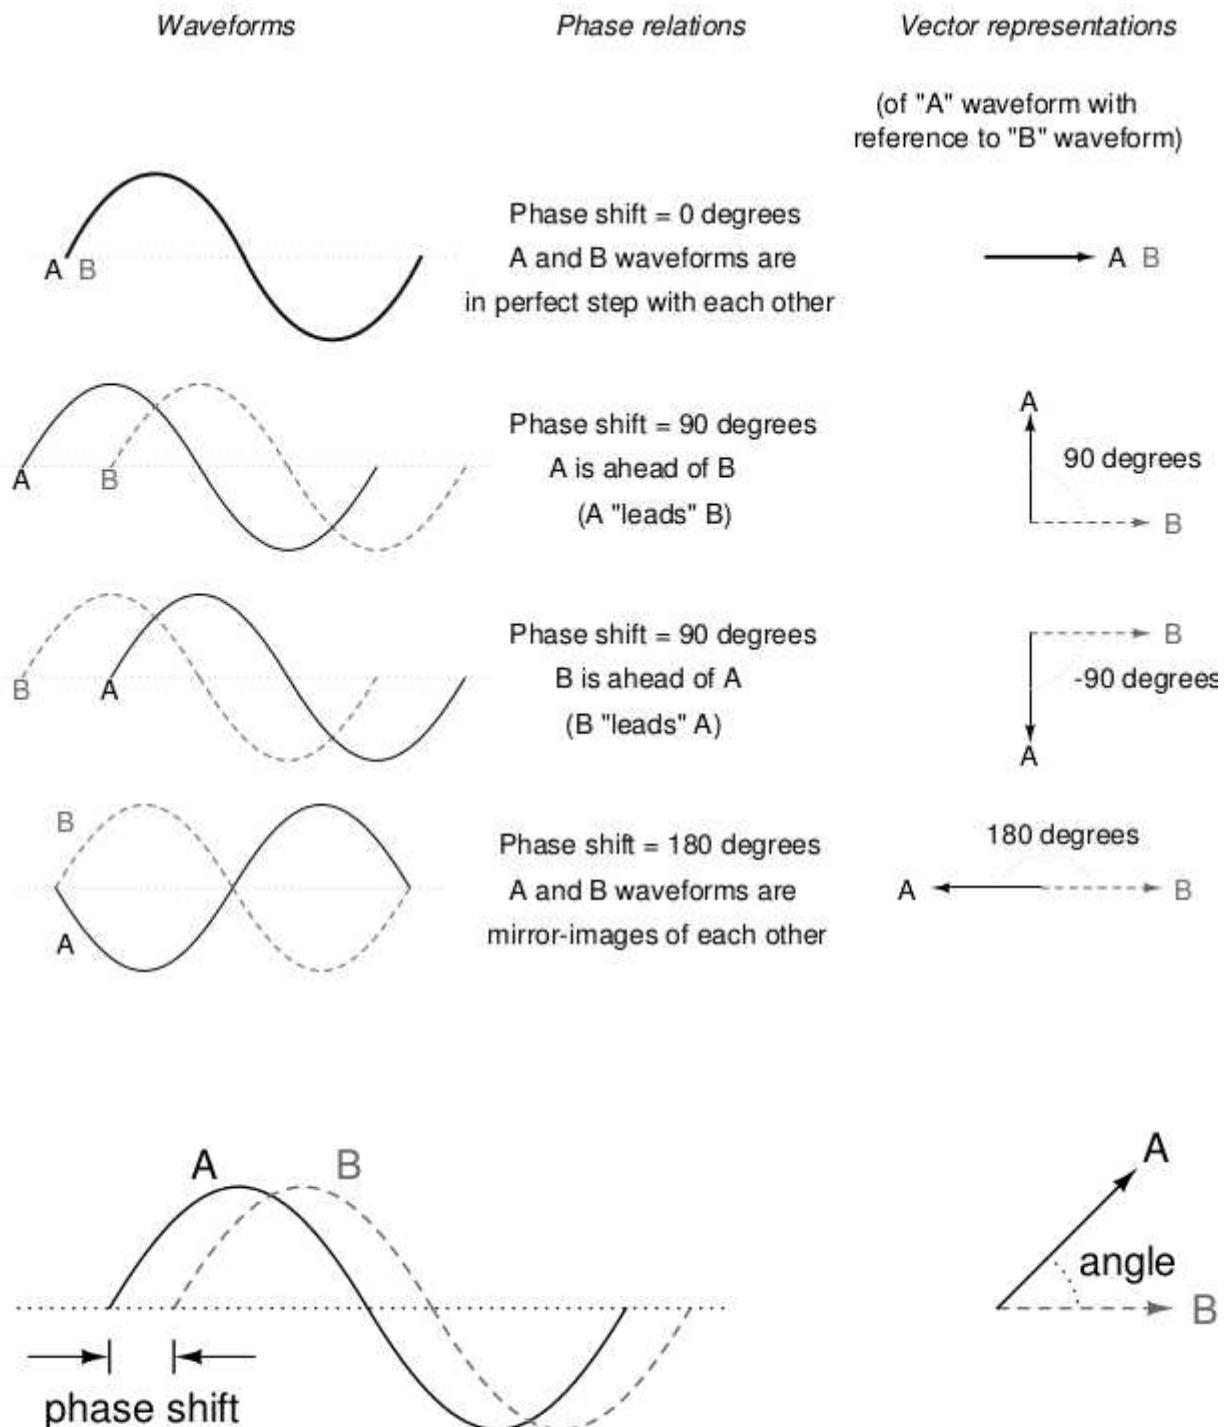 Waveforms Phase relations Vector representations
(of "A" waveform with
reference to "B" waveform)
Phase shift = 0 degrees
A B A and B waveforms are A B
in perfect step with each other
A
Phase shift = 90 degrees
90 degrees
A B A is ahead of B
(A "leads" B)
B
Phase shift = 90 degrees
B
B A B is ahead of A
-90 degrees
(B "leads" A)
A
B
Phase shift = 180 degrees
180 degrees
A and B waveforms are
A B
A
mirror-images of each other
A B
A
angle
B
phase shift